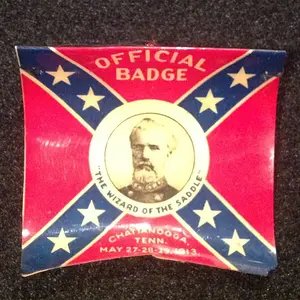 OFFICIAL
BADGE
"THE WIZARD OF THE SADDLE"
CHATTANOOGA,
TENN.
MAY 27-28-29, 1913.